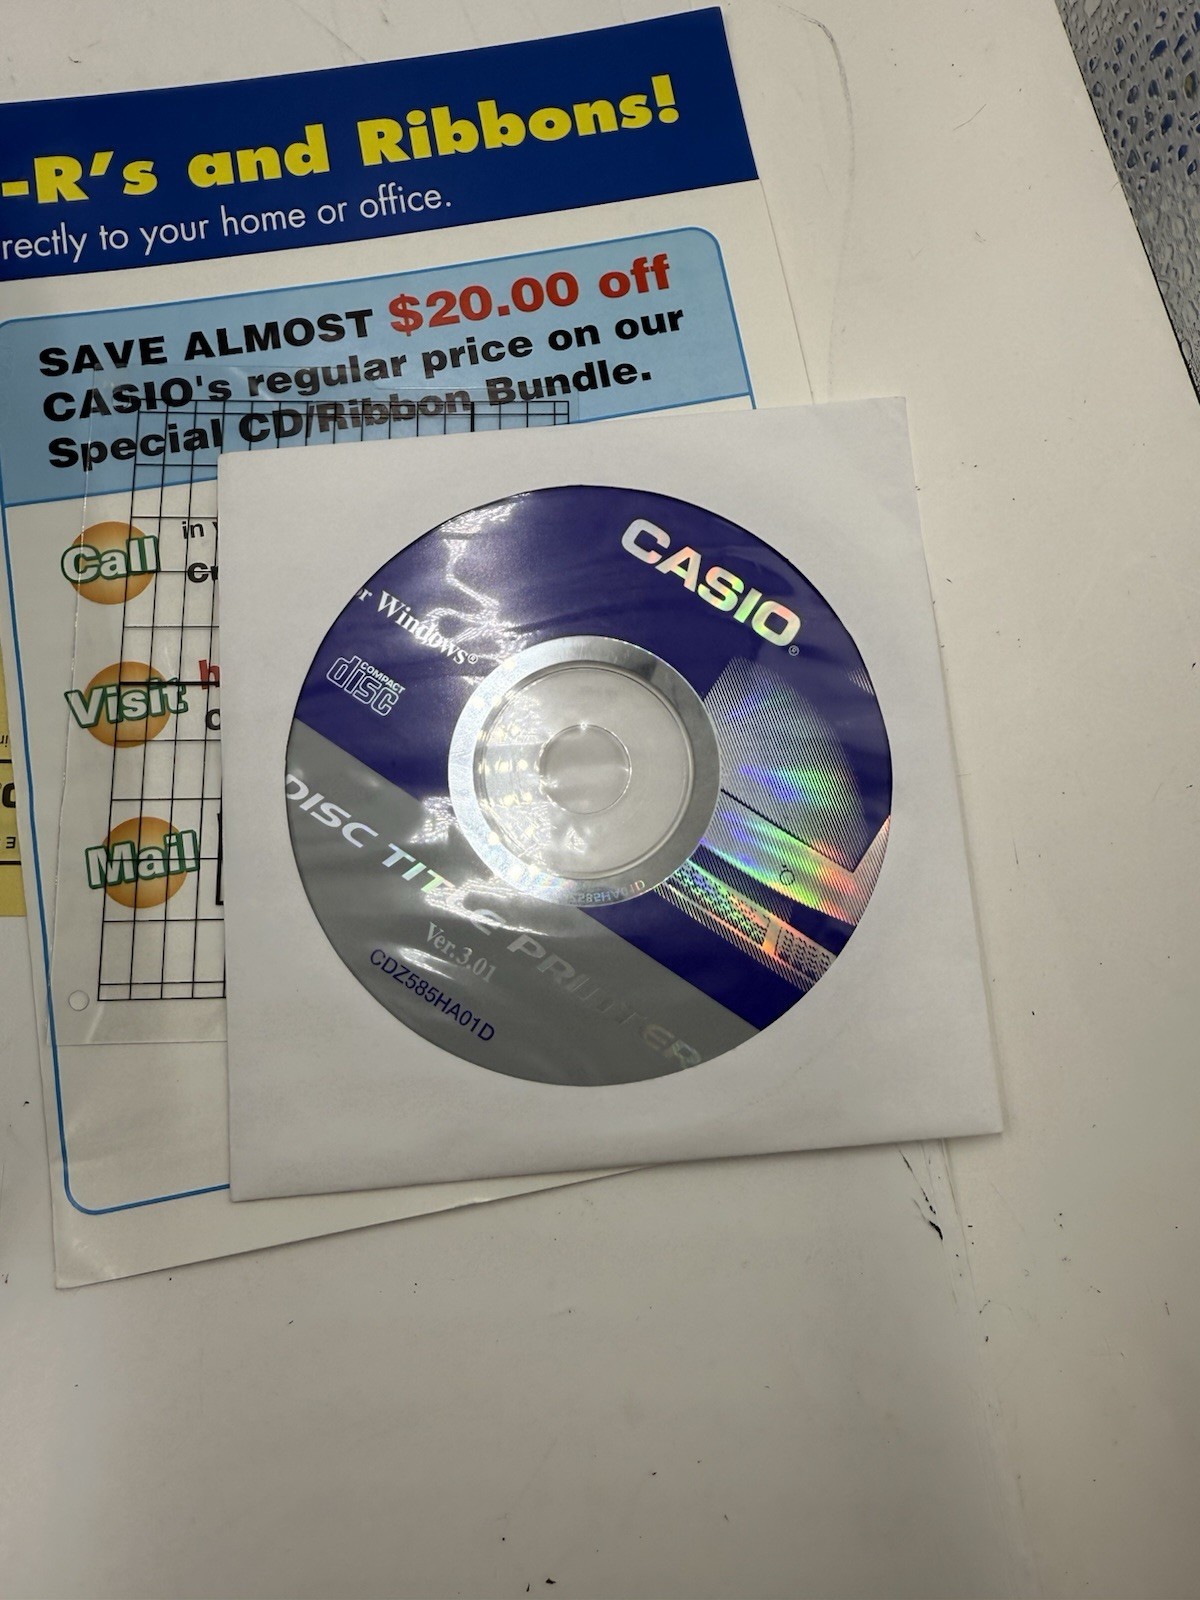 -R's and Ribbons!
rectly to your home or office.
SAVE ALMOST $20.00 off
CASIO's regular price on our
Special CD/Ribbon Bundle.
Call
in
Visit
Mail
CASIO®
Windows®
COMPACT
disc
DISC TITLE PRINTER
Ver.3.01
CDZ585HA01D